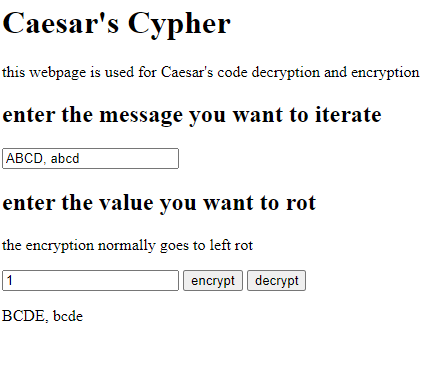 Caesar's Cypher
this webpage is used for Caesar's code decryption and encryption
enter the message you want to iterate
ABCD, abcd
enter the value you want to rot
the encryption normally goes to left rot
1 encrypt decrypt
BCDE, bcde